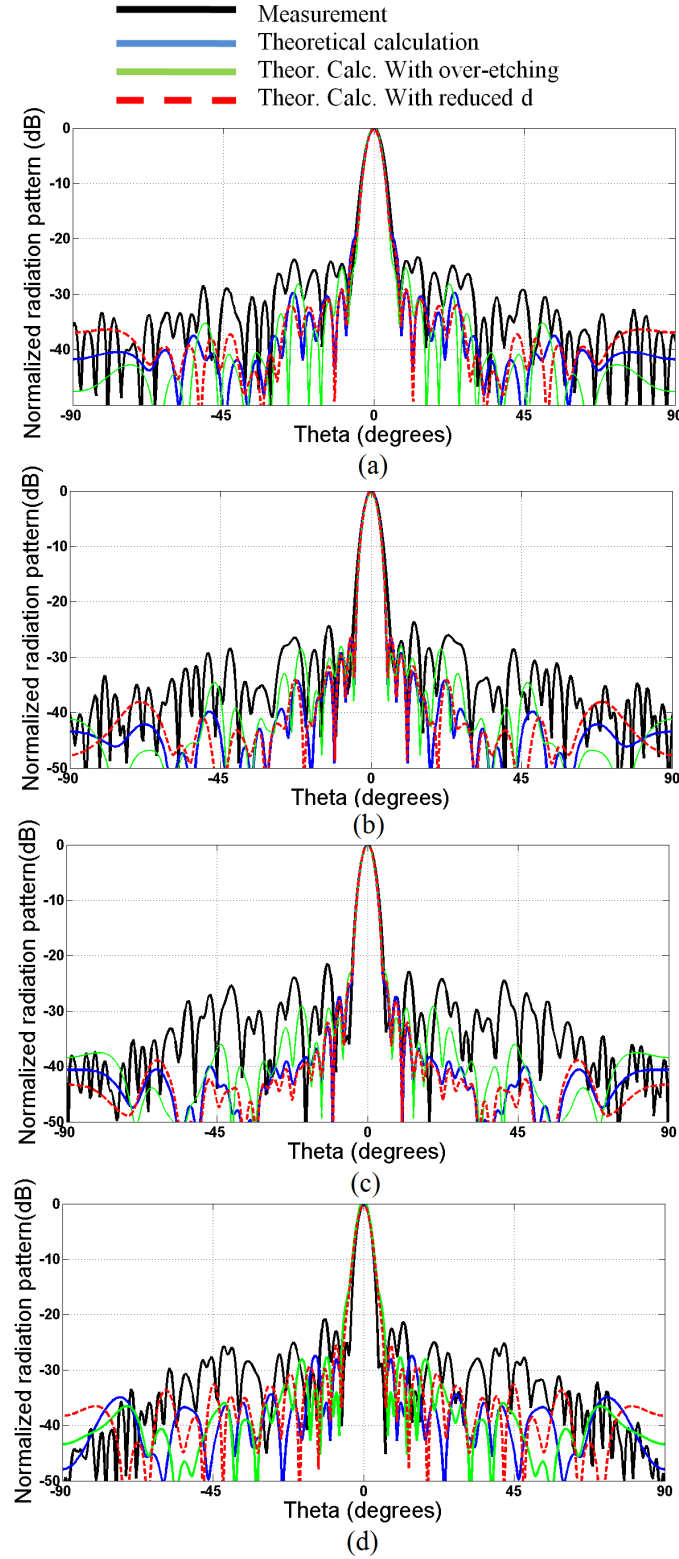 Measurement
Theoretical calculation
Theor. Calc. With over-etching
Theor. Calc. With reduced d
Normalized radiation pattern (dB)
0
-10
-20
-30
-40
-90
-45
0
45
90
Theta (degrees)
(a)
Normalized radiation pattern(dB)
0
-10
-20
-30
-40
-50
-90
-45
0
45
90
Theta (degrees)
(b)
Normalized radiation pattern(dB)
0
-10
-20
-30
-40
-50
-90
-45
0
45
90
Theta (degrees)
(c)
Normalized radiation pattern(dB)
0
-10
-20
-30
-40
-50
-90
-45
0
45
90
Theta (degrees)
(d)